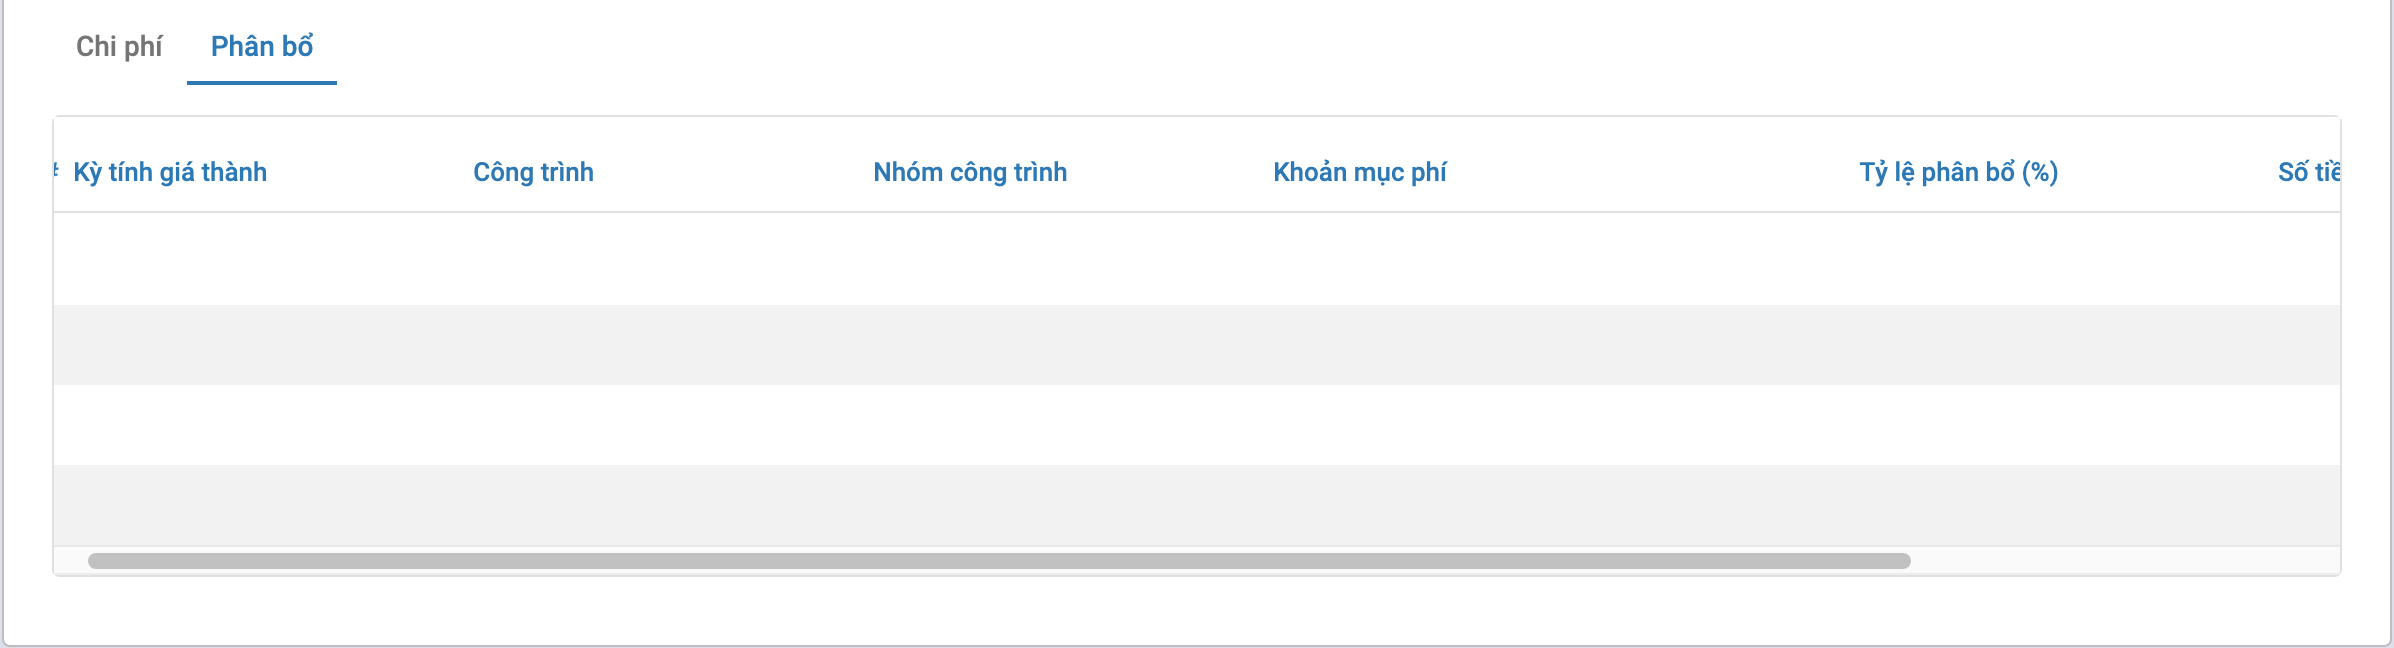 Chi phí Phân bổ
Kỳ tính giá thành Công trình Nhóm công trình Khoản mục phí Tỷ lệ phân bổ (%) Số